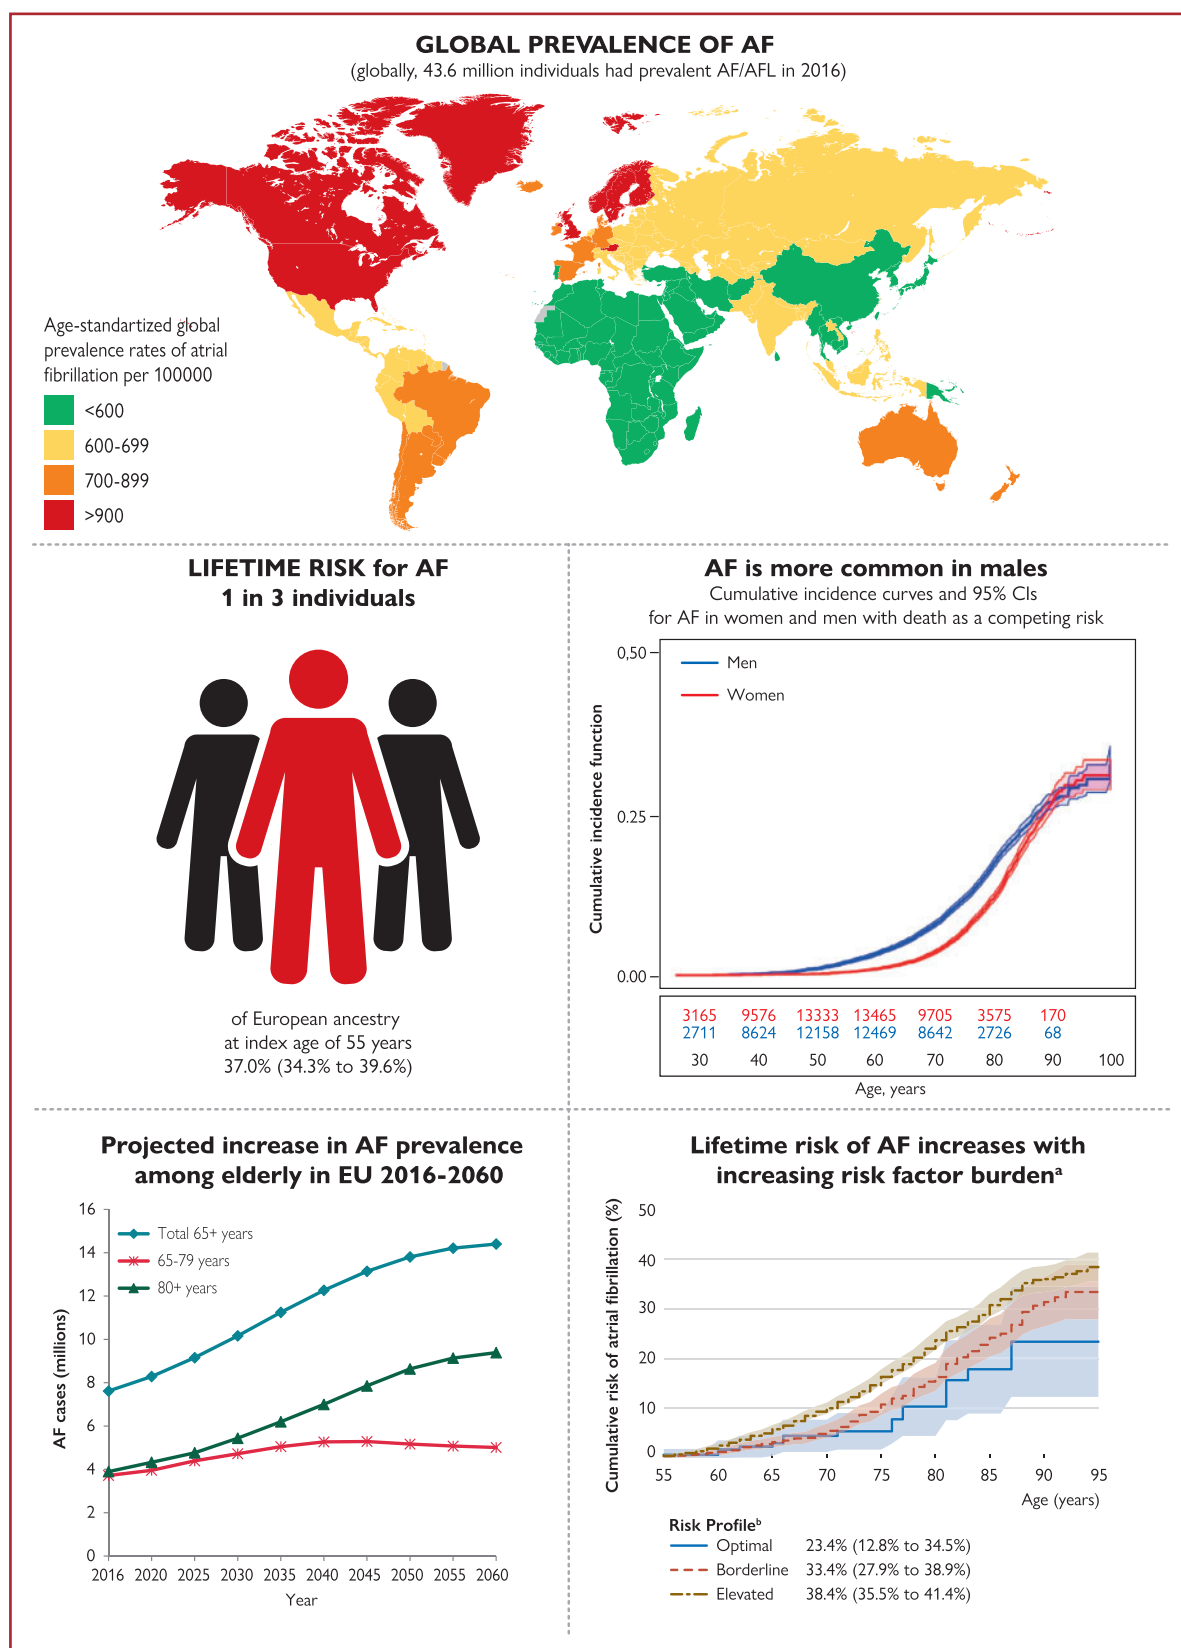 GLOBAL PREVALENCE OF AF
(globally, 43.6 million individuals had prevalent AF/AFL in 2016)
Age-standartized global
prevalence rates of atrial
fibrillation per 100000
<600
600-699
700-899
>900
LIFETIME RISK for AF
1 in 3 individuals
of European ancestry
at index age of 55 years
37.0% (34.3% to 39.6%)
AF is more common in males
Cumulative incidence curves and 95% CIs
for AF in women and men with death as a competing risk
Cumulative incidence function
0,50
0.25
0.00
Men
Women
3165 9576 13333 13465 9705 3575 170
2711 8624 12158 12469 8642 2726 68
30 40 50 60 70 80 90 100
Age, years
Projected increase in AF prevalence
among elderly in EU 2016-2060
AF cases (millions)
16
14
12
10
8
6
4
2
0
Total 65+ years
65-79 years
80+ years
2016 2020 2025 2030 2035 2040 2045 2050 2055 2060
Year
Lifetime risk of AF increases with
increasing risk factor burdenᵃ
Cumulative risk of atrial fibrillation (%)
50
40
30
20
10
0
55 60 65 70 75 80 85 90 95
Age (years)
Risk Profileᵇ
Optimal 23.4% (12.8% to 34.5%)
Borderline 33.4% (27.9% to 38.9%)
Elevated 38.4% (35.5% to 41.4%)